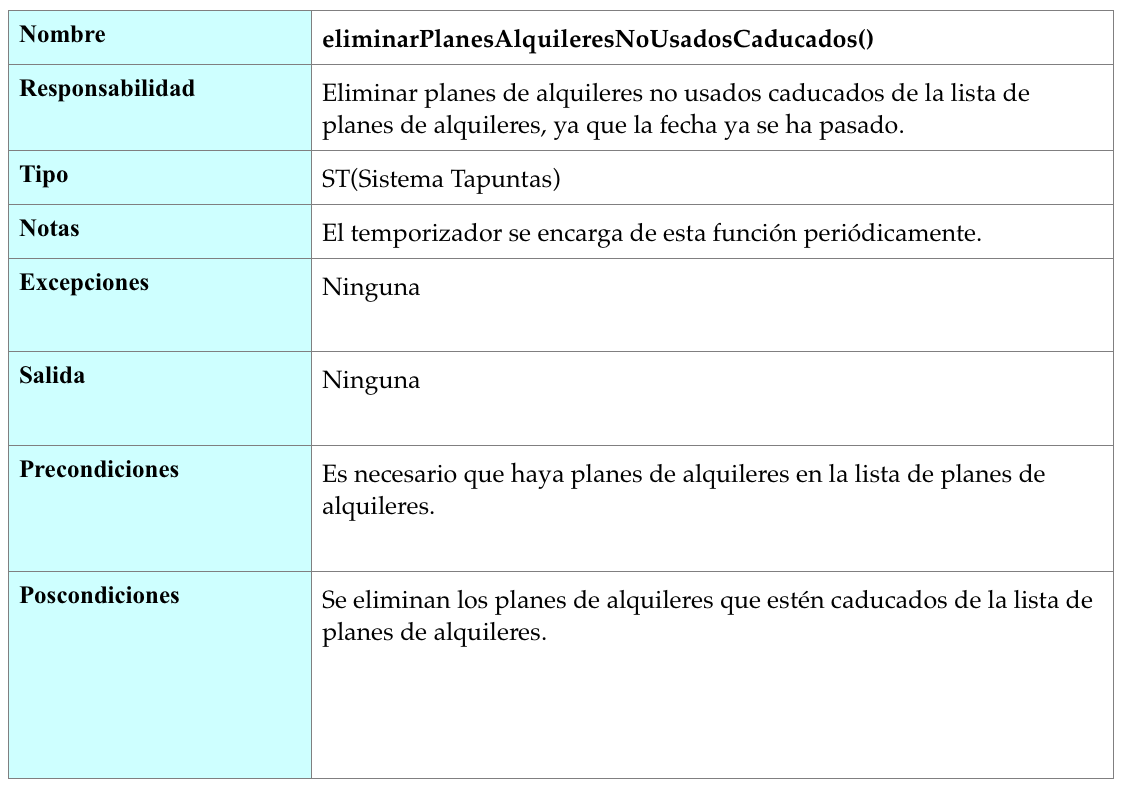 Nombre
eliminarPlanesAlquileresNoUsadosCaducados()
Responsabilidad
Eliminar planes de alquileres no usados caducados de la lista de
planes de alquileres, ya que la fecha ya se ha pasado.
Tipo
ST(Sistema Tapuntas)
Notas
El temporizador se encarga de esta función periódicamente.
Excepciones
Ninguna
Salida
Ninguna
Precondiciones
Es necesario que haya planes de alquileres en la lista de planes de
alquileres.
Poscondiciones
Se eliminan los planes de alquileres que estén caducados de la lista de
planes de alquileres.